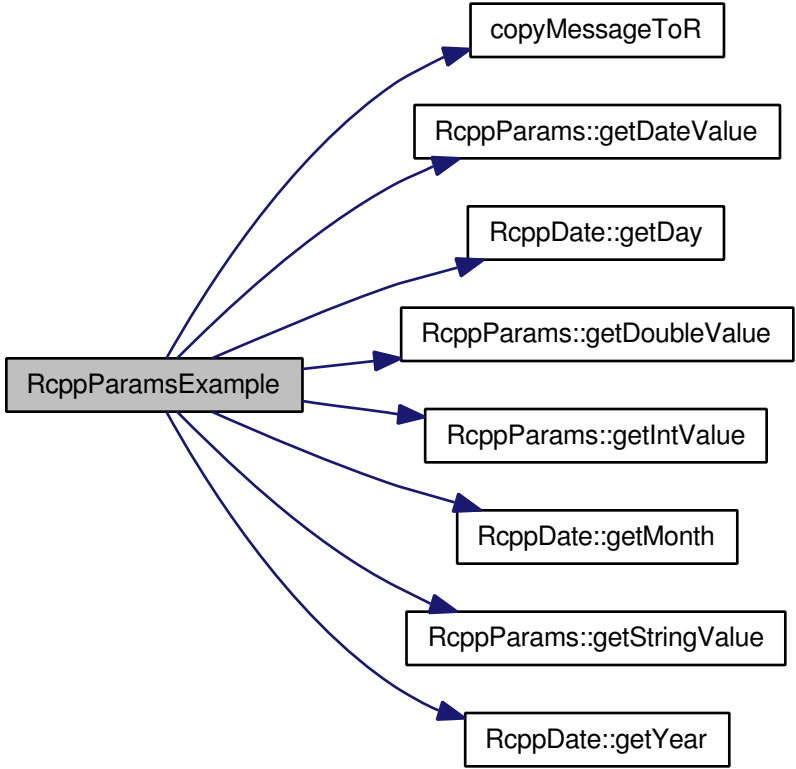 copyMessageToR
RcppParams::getDateValue
RcppDate::getDay
RcppParams::getDoubleValue
RcppParamsExample
RcppParams::getIntValue
RcppDate::getMonth
RcppParams::getStringValue
RcppDate::getYear